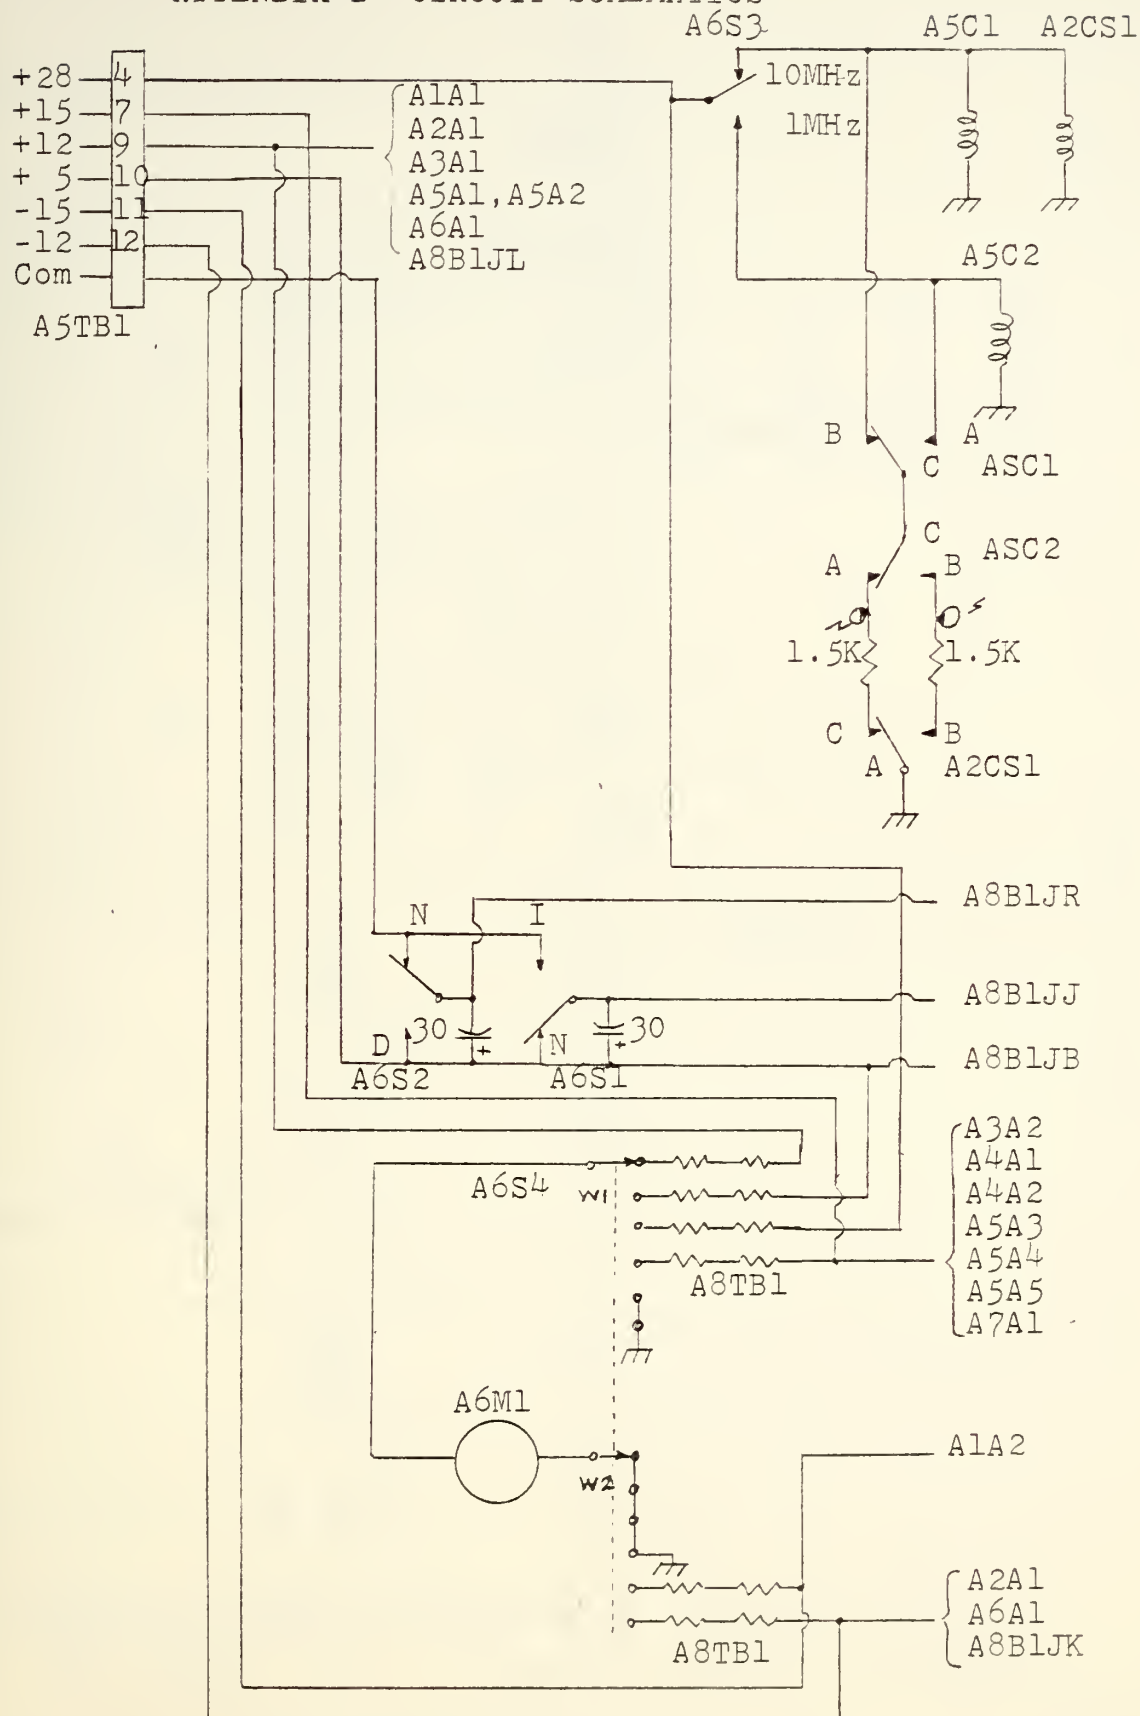 A6S3
A5C1
A2CS1
+28
4
+15
7
+12
9
+ 5
10
-15
11
-12
12
Com
A5TB1
A1A1
A2A1
A3A1
A5A1,A5A2
A6A1
A8B1JL
10MHz
1MHz
A5C2
B
A
C
ASC1
C
ASC2
A
B
1.5K
1.5K
C
B
A
A2CS1
A8B1JR
N
I
A8B1JJ
30
30
D
N
A8B1JB
A6S2
A6S1
A3A2
A4A1
A4A2
A5A3
A5A4
A5A5
A7A1
A6S4
W1
A8TB1
A6M1
A1A2
W2
A2A1
A6A1
A8B1JK
A8TB1